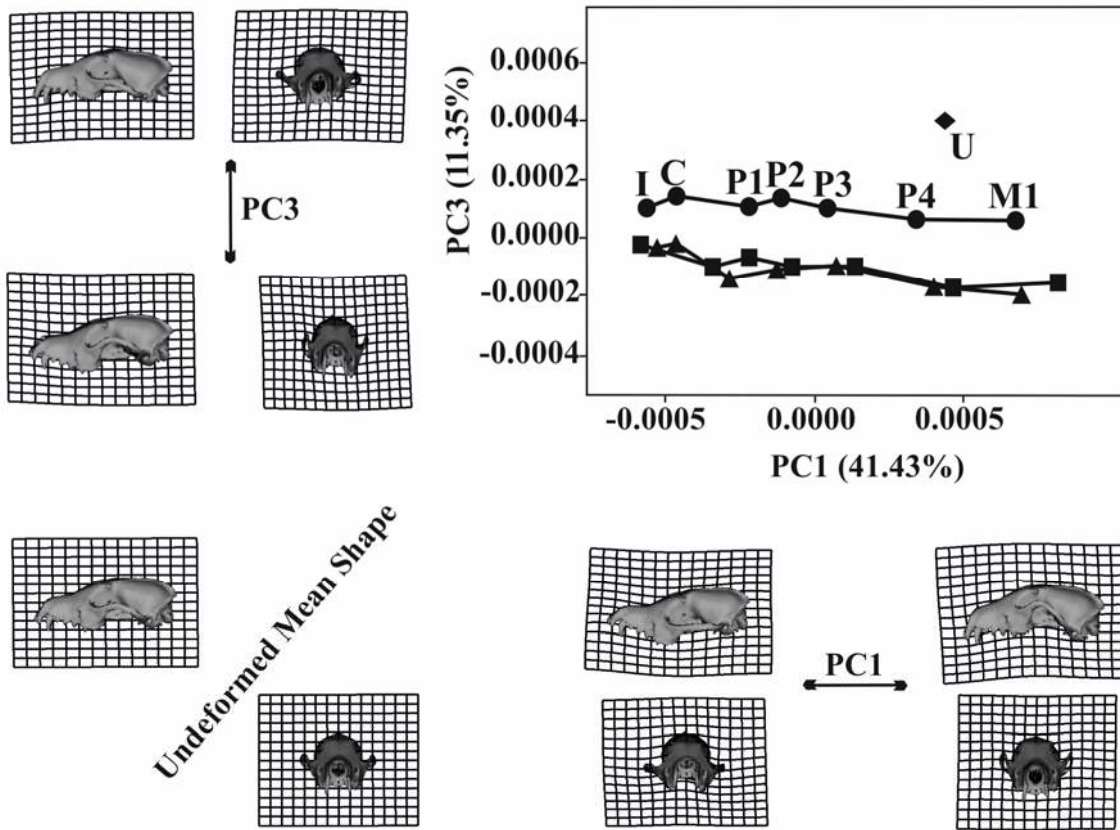 PC3
PC3 (11.35%)
0.0006
0.0004
0.0002
0.0000
-0.0002
-0.0004
I
C
P1
P2
P3
P4
M1
U
-0.0005
0.0000
0.0005
PC1 (41.43%)
Undeformed Mean Shape
PC1